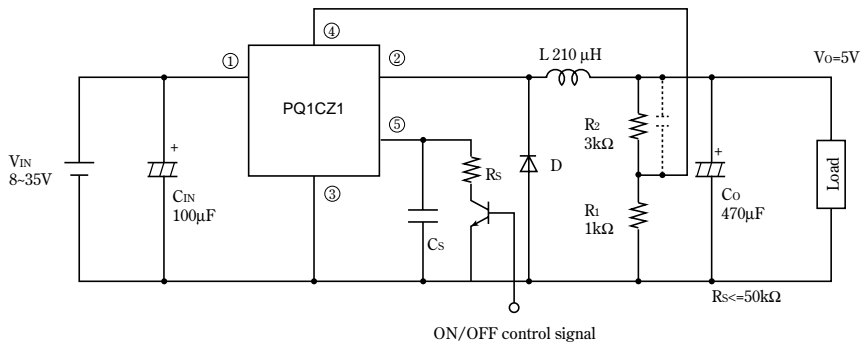 ④
①
②
L 210 μH
VO=5V
PQ1CZ1
⑤
R2
3kΩ
+
+
VIN
8~35V
RS
D
Load
③
CIN
100μF
R1
1kΩ
CO
470μF
CS
RS<=50kΩ
ON/OFF control signal